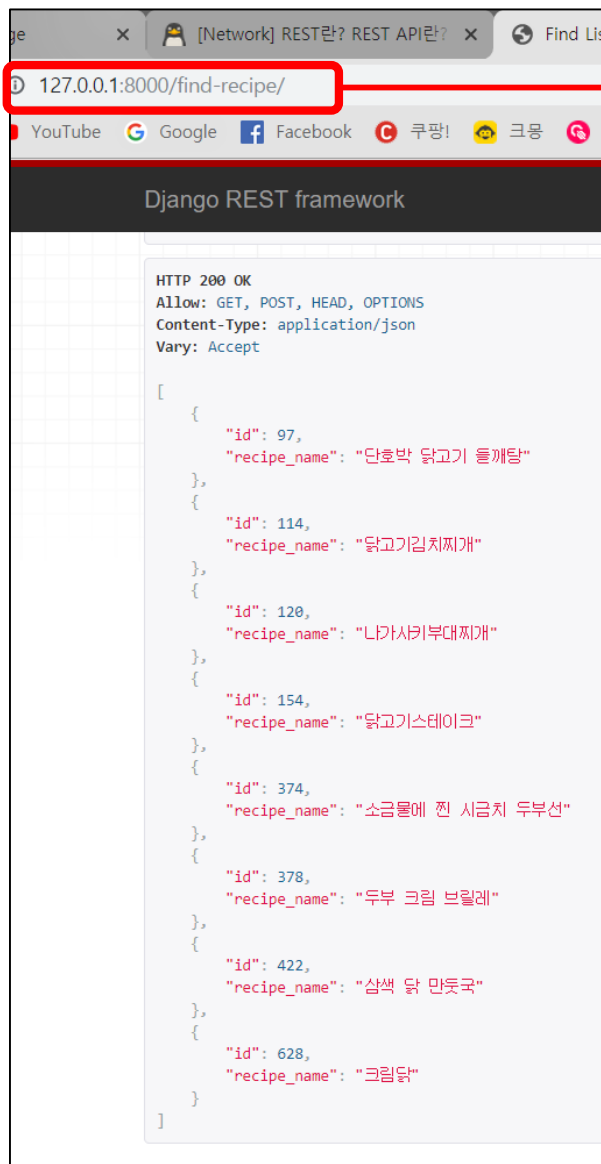 ge × [Network] REST란? REST API란? × Find Lis
127.0.0.1:8000/find-recipe/
YouTube G Google f Facebook C 쿠팡! 크몽
Django REST framework
HTTP 200 OK
Allow: GET, POST, HEAD, OPTIONS
Content-Type: application/json
Vary: Accept
[
{
"id": 97,
"recipe_name": "단호박 닭고기 들깨탕"
},
{
"id": 114,
"recipe_name": "닭고기김치찌개"
},
{
"id": 120,
"recipe_name": "나가사키부대찌개"
},
{
"id": 154,
"recipe_name": "닭고기스테이크"
},
{
"id": 374,
"recipe_name": "소금물에 찐 시금치 두부선"
},
{
"id": 378,
"recipe_name": "두부 크림 브릴레"
},
{
"id": 422,
"recipe_name": "삼색 닭 만둣국"
},
{
"id": 628,
"recipe_name": "크림닭"
}
]